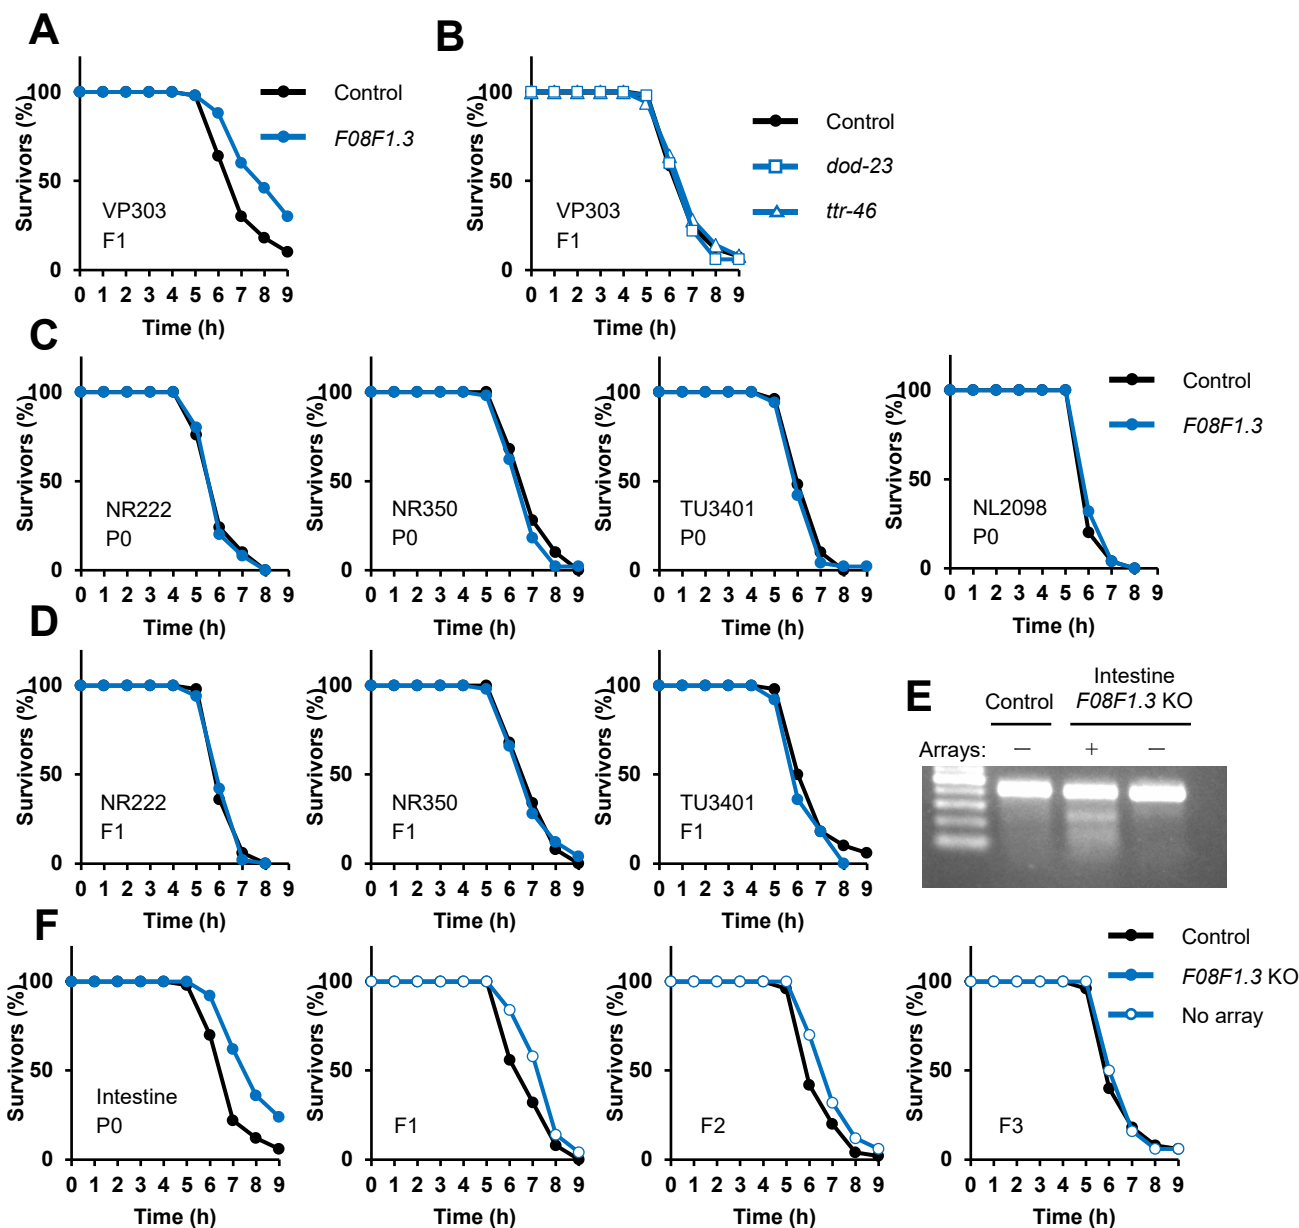 A
Survivors (%)
100
50
0
0 1 2 3 4 5 6 7 8 9
Time (h)
VP303
F1
Control
F08F1.3
B
Survivors (%)
100
50
0
0 1 2 3 4 5 6 7 8 9
Time (h)
VP303
F1
Control
dod-23
ttr-46
C
Survivors (%)
100
50
0
0 1 2 3 4 5 6 7 8 9
Time (h)
NR222
P0
Survivors (%)
100
50
0
0 1 2 3 4 5 6 7 8 9
Time (h)
NR350
P0
Survivors (%)
100
50
0
0 1 2 3 4 5 6 7 8 9
Time (h)
TU3401
P0
Survivors (%)
100
50
0
0 1 2 3 4 5 6 7 8 9
Time (h)
NL2098
P0
Control
F08F1.3
D
Survivors (%)
100
50
0
0 1 2 3 4 5 6 7 8 9
Time (h)
NR222
F1
Survivors (%)
100
50
0
0 1 2 3 4 5 6 7 8 9
Time (h)
NR350
F1
Survivors (%)
100
50
0
0 1 2 3 4 5 6 7 8 9
Time (h)
TU3401
F1
E
Intestine
Control F08F1.3 KO
Arrays: − + −
F
Survivors (%)
100
50
0
0 1 2 3 4 5 6 7 8 9
Time (h)
Intestine
P0
Survivors (%)
100
50
0
0 1 2 3 4 5 6 7 8 9
Time (h)
F1
Survivors (%)
100
50
0
0 1 2 3 4 5 6 7 8 9
Time (h)
F2
Survivors (%)
100
50
0
0 1 2 3 4 5 6 7 8 9
Time (h)
F3
Control
F08F1.3 KO
No array